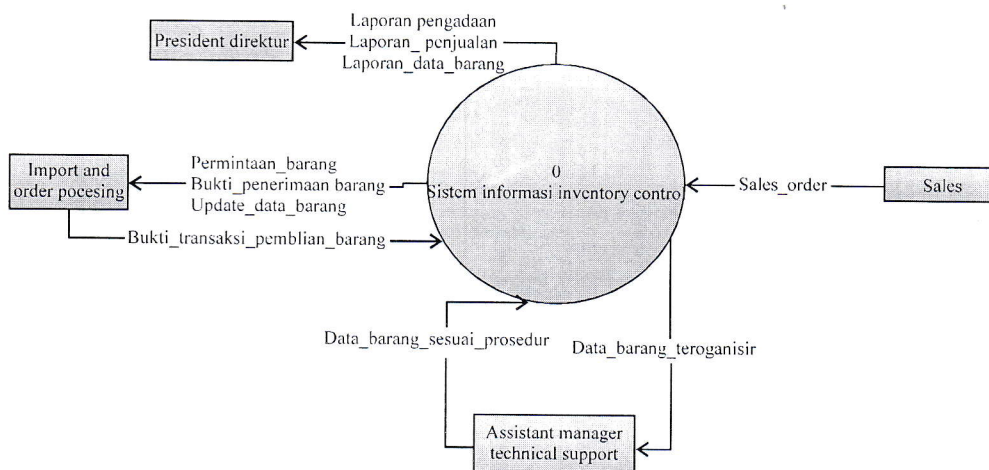 Laporan pengadaan
Laporan_ penjualan
Laporan_data_barang
President direktur
0
Sistem informasi inventory contro
Permintaan_barang
Bukti_penerimaan barang
Update_data_barang
Import and
order pocesing
Bukti_transaksi_pemblian_barang
Sales_order
Sales
Data_barang_sesuai_prosedur
Data_barang_teroganisir
Assistant manager
technical support